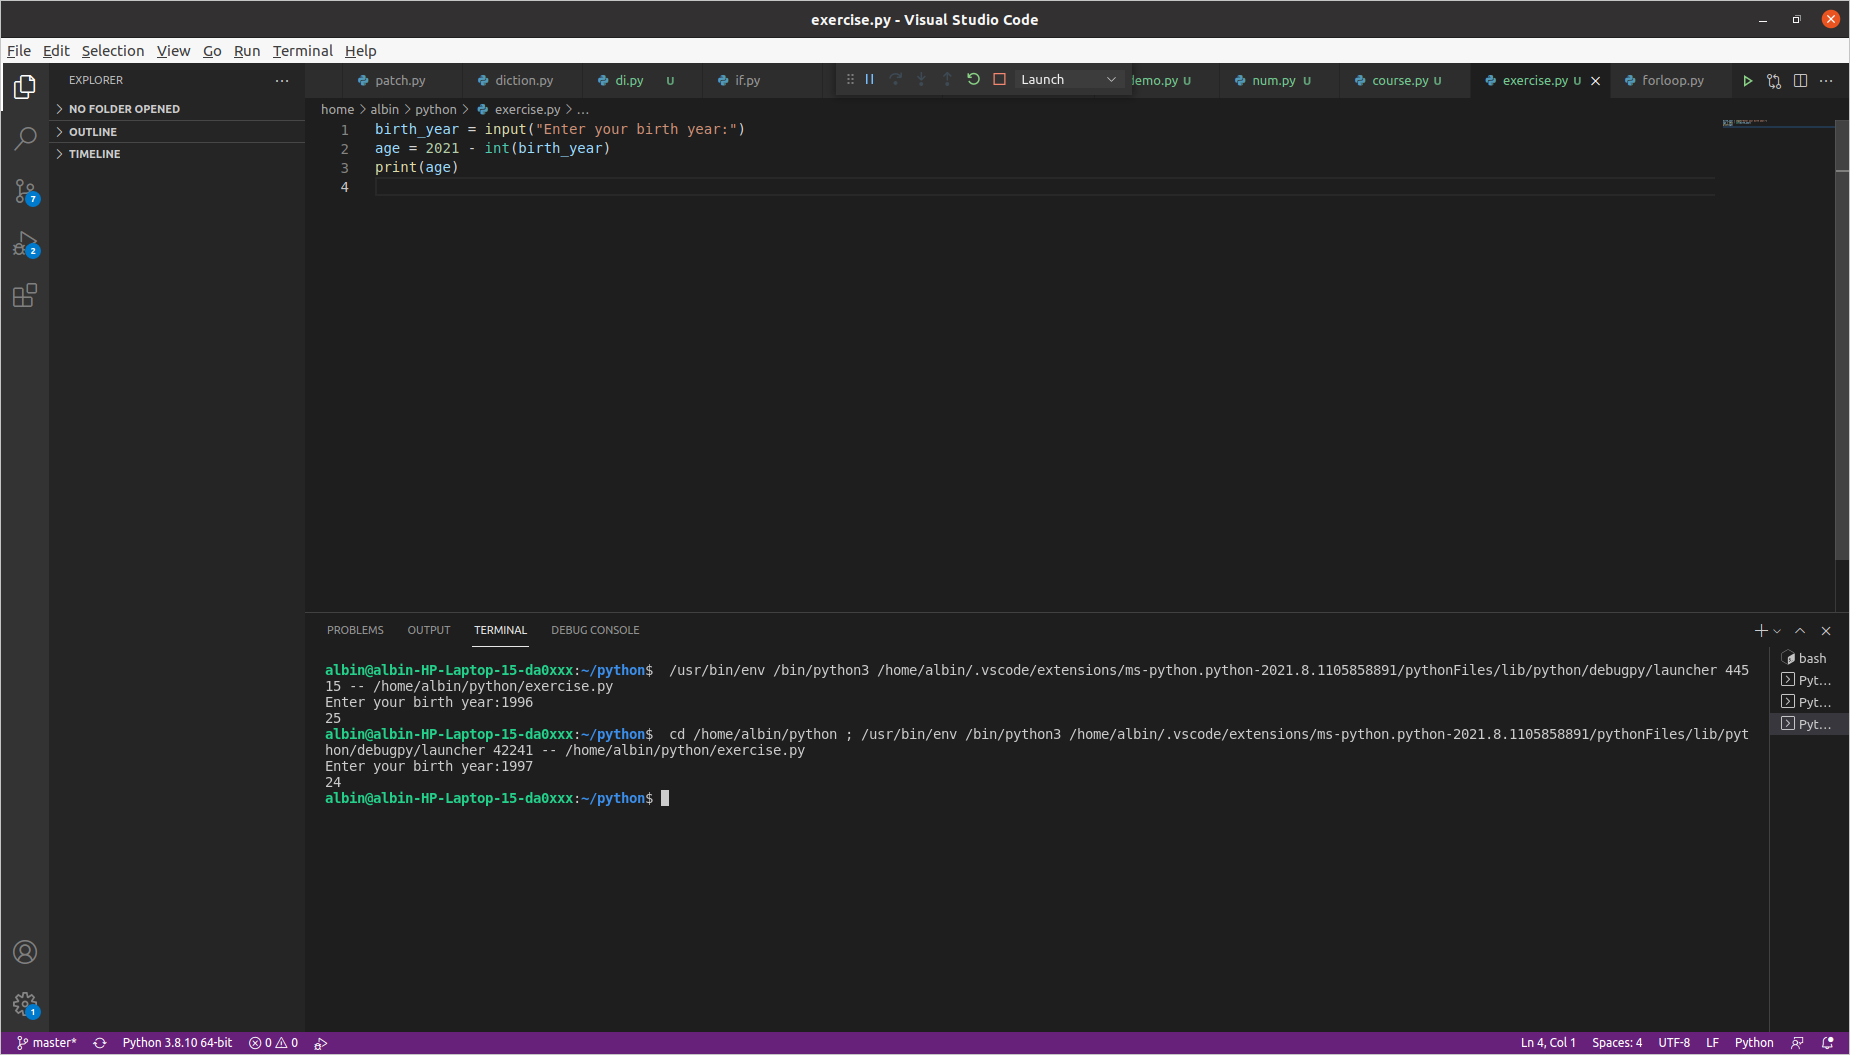 exercise.py - Visual Studio Code
File Edit Selection View Go Run Terminal Help
EXPLORER
NO FOLDER OPENED
OUTLINE
TIMELINE
7
2
1
patch.py diction.py di.py U if.py Launch demo.py U num.py U course.py U exercise.py U forloop.py
home > albin > python > exercise.py > ...
1 birth_year = input("Enter your birth year:")
2 age = 2021 - int(birth_year)
3 print(age)
4
PROBLEMS OUTPUT TERMINAL DEBUG CONSOLE
albin@albin-HP-Laptop-15-da0xxx:~/python$ /usr/bin/env /bin/python3 /home/albin/.vscode/extensions/ms-python.python-2021.8.1105858891/pythonFiles/lib/python/debugpy/launcher 445
15 -- /home/albin/python/exercise.py
Enter your birth year:1996
25
albin@albin-HP-Laptop-15-da0xxx:~/python$ cd /home/albin/python ; /usr/bin/env /bin/python3 /home/albin/.vscode/extensions/ms-python.python-2021.8.1105858891/pythonFiles/lib/pyt
hon/debugpy/launcher 42241 -- /home/albin/python/exercise.py
Enter your birth year:1997
24
albin@albin-HP-Laptop-15-da0xxx:~/python$
bash
Pyt...
Pyt...
Pyt...
master* Python 3.8.10 64-bit 0 0 Ln 4, Col 1 Spaces: 4 UTF-8 LF Python